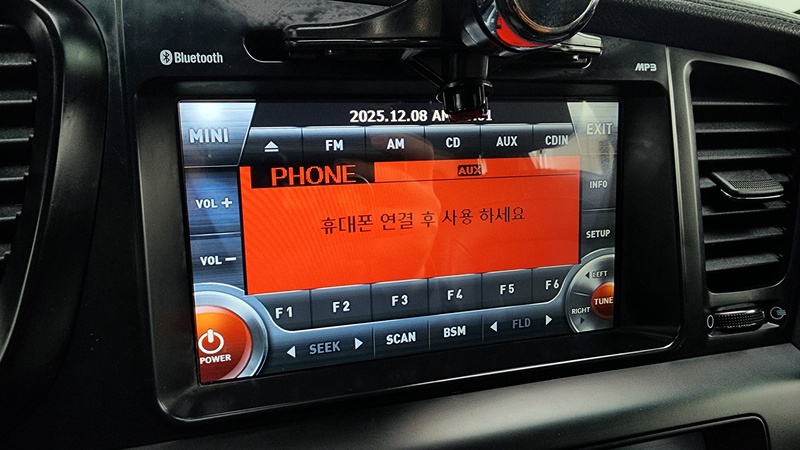 Bluetooth
MP3
2025.12.08 AM
MINI
FM AM CD AUX CDIN
EXIT
PHONE AUX
VOL +
INFO
휴대폰 연결 후 사용 하세요
SETUP
VOL −
LEFT
F1 F2 F3 F4 F5 F6
TUNE
RIGHT
POWER
SEEK SCAN BSM FLD